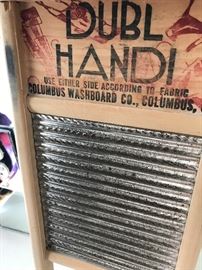 DUBL
HANDI
USE EITHER SIDE ACCORDING TO FABRIC
COLUMBUS WASHBOARD CO., COLUMBUS,